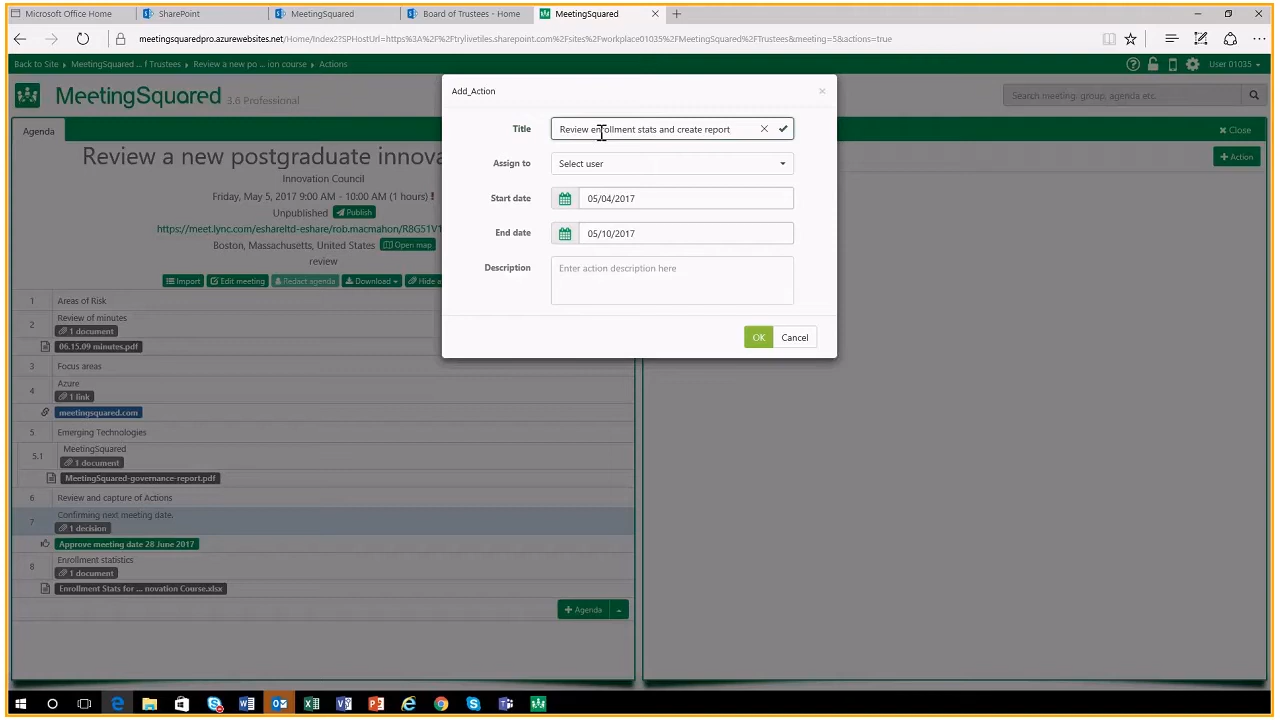 Microsoft Office Home
SharePoint
MeetingSquared
Board of Trustees - Home
MeetingSquared
meetingsquaredpro.azurewebsites.net/Home/Index2?SPHostUrl=https%3A%2F%2Ftrylivetiles.sharepoint.com%2Fsites%2Fworkplace01035%2FMeetingSquared%2FTrustees&meeting=58&actions=true
Back to Site > MeetingSquared ... f Trustees > Review a new po ... ion course > Actions
User 01035
MeetingSquared 3.6 Professional
Search meeting, group, agenda etc.
Agenda
Close
Action
Review a new postgraduate innova
Innovation Council
Friday, May 5, 2017 9:00 AM - 10:00 AM (1 hours) !
Unpublished Publish
https://meet.lync.com/eshareltd-eshare/rob.macmahon/R8G51V1
Boston, Massachusetts, United States Open map
review
Import Edit meeting Redact agenda Download Hide a
1 Areas of Risk
2 Review of minutes
1 document
06.15.09 minutes.pdf
3 Focus areas
4 Azure
1 link
meetingsquared.com
5 Emerging Technologies
5.1 MeetingSquared
1 document
MeetingSquared-governance-report.pdf
6 Review and capture of Actions
7 Confirming next meeting date.
1 decision
Approve meeting date 28 June 2017
8 Enrollment statistics
1 document
Enrollment Stats for ... novation Course.xlsx
Agenda
Add_Action
Title Review enrollment stats and create report
Assign to Select user
Start date 05/04/2017
End date 05/10/2017
Description Enter action description here
OK Cancel